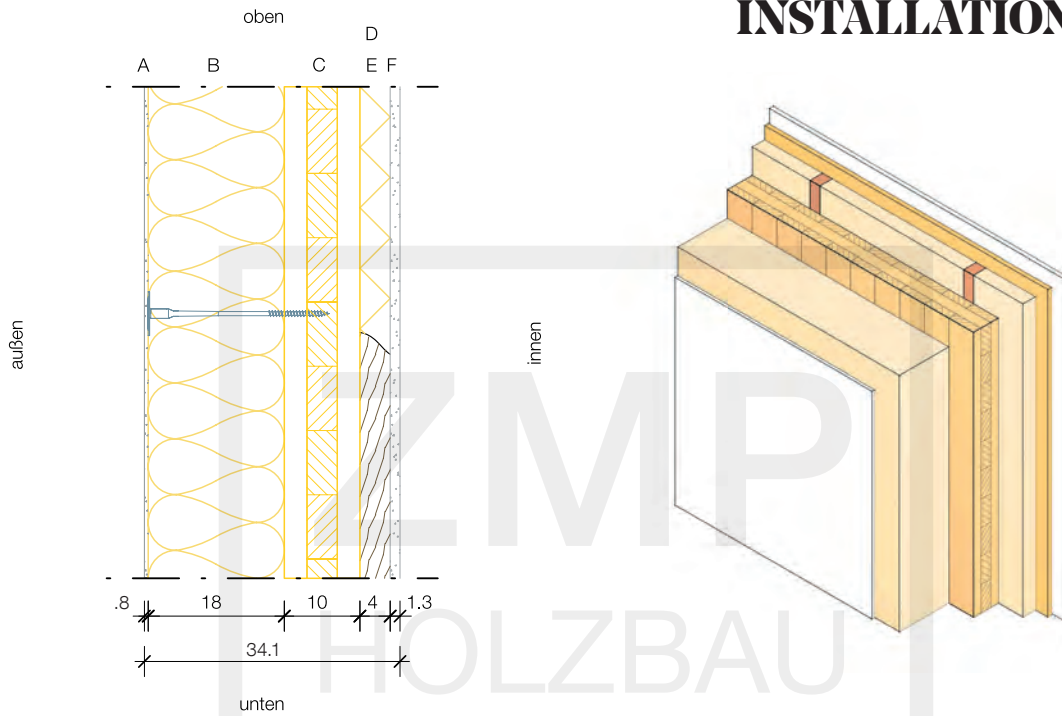 oben
INSTALLATION
D
A B C E F
außen
innen
ZMP
HOLZBAU
.8 18 10 4 1.3
34.1
unten